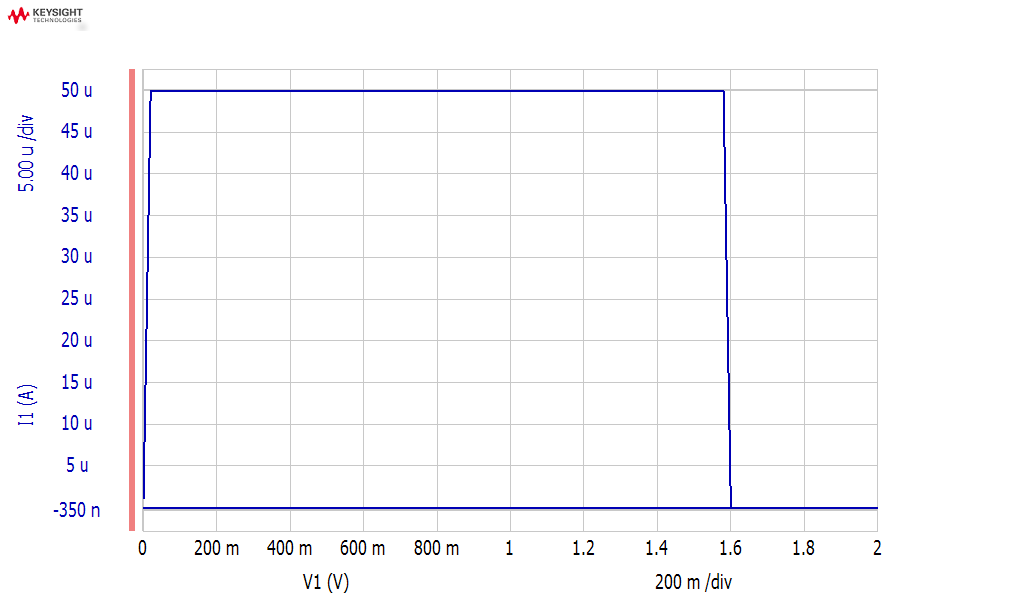 KEYSIGHT
TECHNOLOGIES
5.00 u /div
I1 (A)
50 u
45 u
40 u
35 u
30 u
25 u
20 u
15 u
10 u
5 u
-350 n
0 200 m 400 m 600 m 800 m 1 1.2 1.4 1.6 1.8 2
V1 (V) 200 m /div